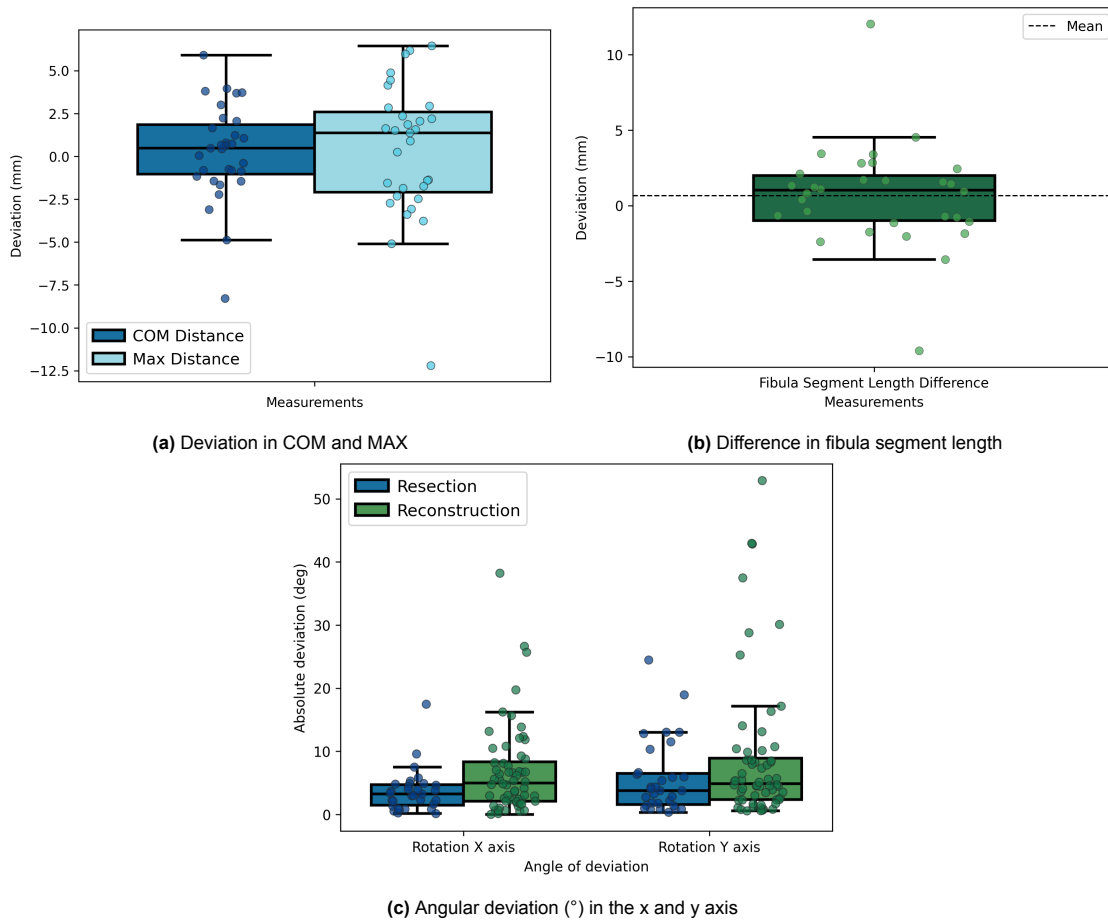 5.0
2.5
0.0
−2.5
−5.0
−7.5
−10.0
−12.5
Deviation (mm)
COM Distance
Max Distance
Measurements
(a) Deviation in COM and MAX
10
5
0
−5
−10
Deviation (mm)
Mean
Fibula Segment Length Difference
Measurements
(b) Difference in fibula segment length
50
40
30
20
10
0
Absolute deviation (deg)
Resection
Reconstruction
Rotation X axis
Rotation Y axis
Angle of deviation
(c) Angular deviation (°) in the x and y axis